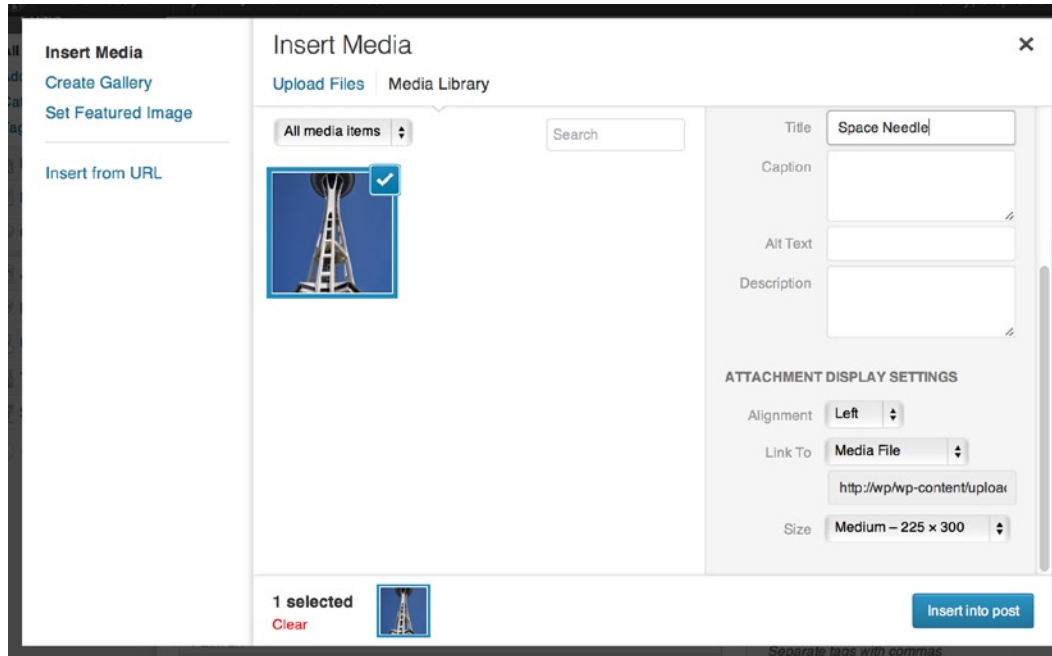 Insert Media
Create Gallery
Set Featured Image
Insert from URL
Insert Media
Upload Files Media Library
All media items
Search
Title Space Needle
Caption
Alt Text
Description
ATTACHMENT DISPLAY SETTINGS
Alignment Left
Link To Media File
http://wp/wp-content/uploac
Size Medium – 225 × 300
1 selected
Clear
Insert into post
Separate tags with commas